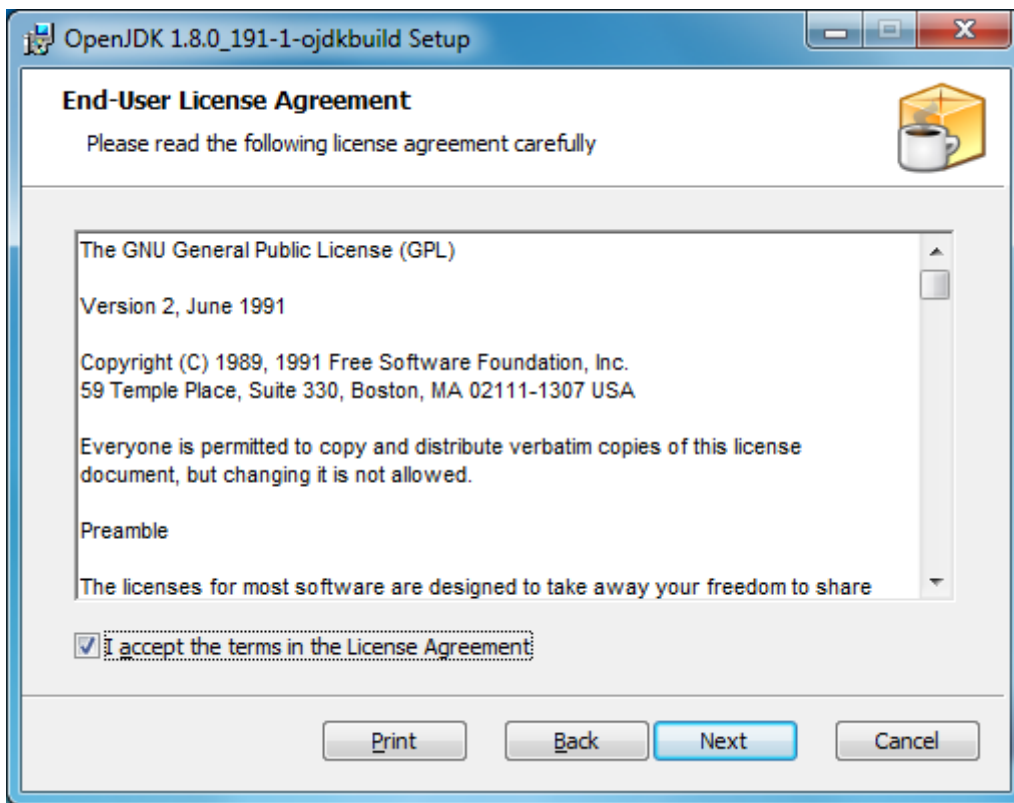 OpenJDK 1.8.0_191-1-ojdkbuild Setup
End-User License Agreement
Please read the following license agreement carefully
The GNU General Public License (GPL)
Version 2, June 1991
Copyright (C) 1989, 1991 Free Software Foundation, Inc.
59 Temple Place, Suite 330, Boston, MA 02111-1307 USA
Everyone is permitted to copy and distribute verbatim copies of this license
document, but changing it is not allowed.
Preamble
The licenses for most software are designed to take away your freedom to share
I accept the terms in the License Agreement
Print Back Next Cancel